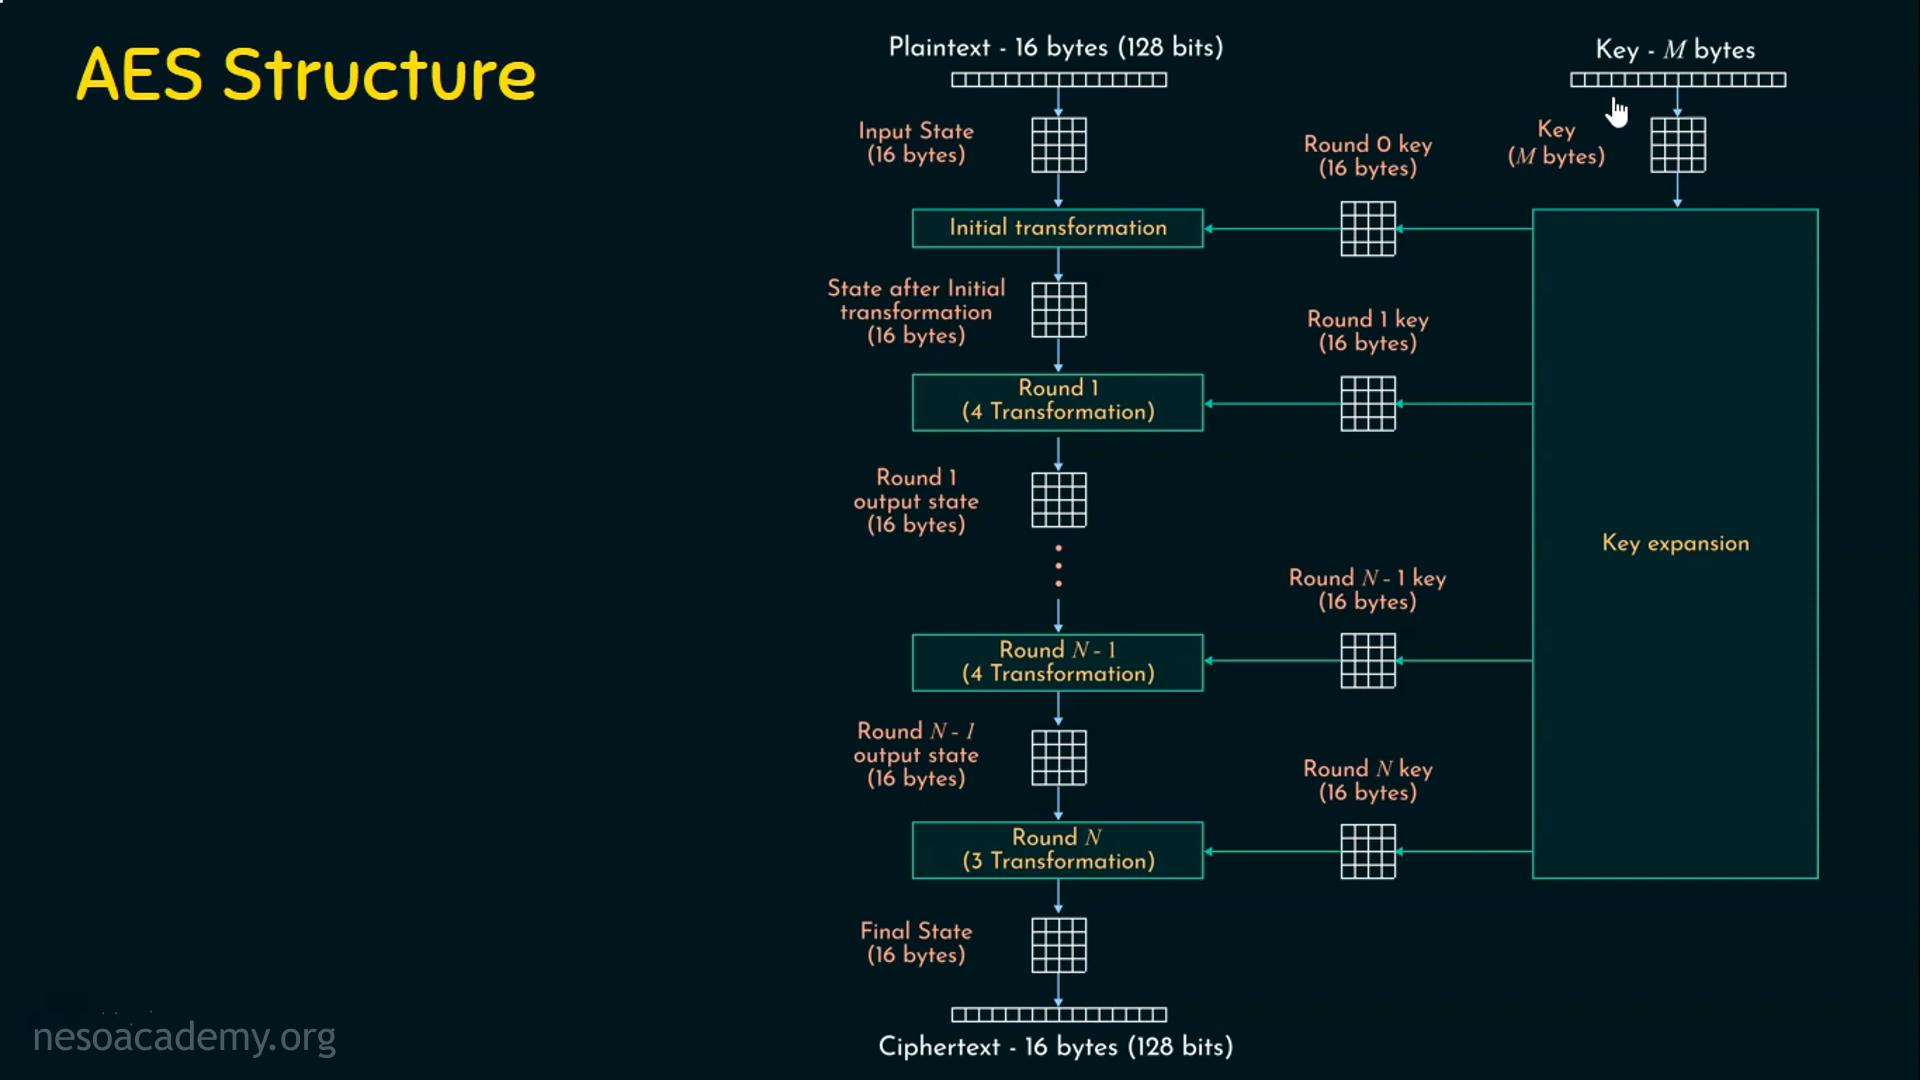 AES Structure
Plaintext - 16 bytes (128 bits)
Key - M bytes
Input State
(16 bytes)
Round 0 key
(16 bytes)
Key
(M bytes)
Initial transformation
State after Initial
transformation
(16 bytes)
Round 1 key
(16 bytes)
Round 1
(4 Transformation)
Round 1
output state
(16 bytes)
Key expansion
Round N - 1 key
(16 bytes)
Round N - 1
(4 Transformation)
Round N - 1
output state
(16 bytes)
Round N key
(16 bytes)
Round N
(3 Transformation)
Final State
(16 bytes)
Ciphertext - 16 bytes (128 bits)
nesoacademy.org